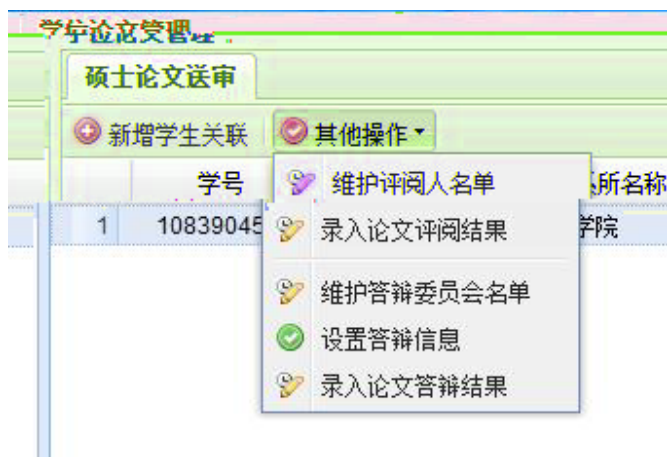 学位论文管理
硕士论文送审
新增学生关联 其他操作
学号 系所名称
维护评阅人名单
1 10839045 学院
录入论文评阅结果
维护答辩委员会名单
设置答辩信息
录入论文答辩结果